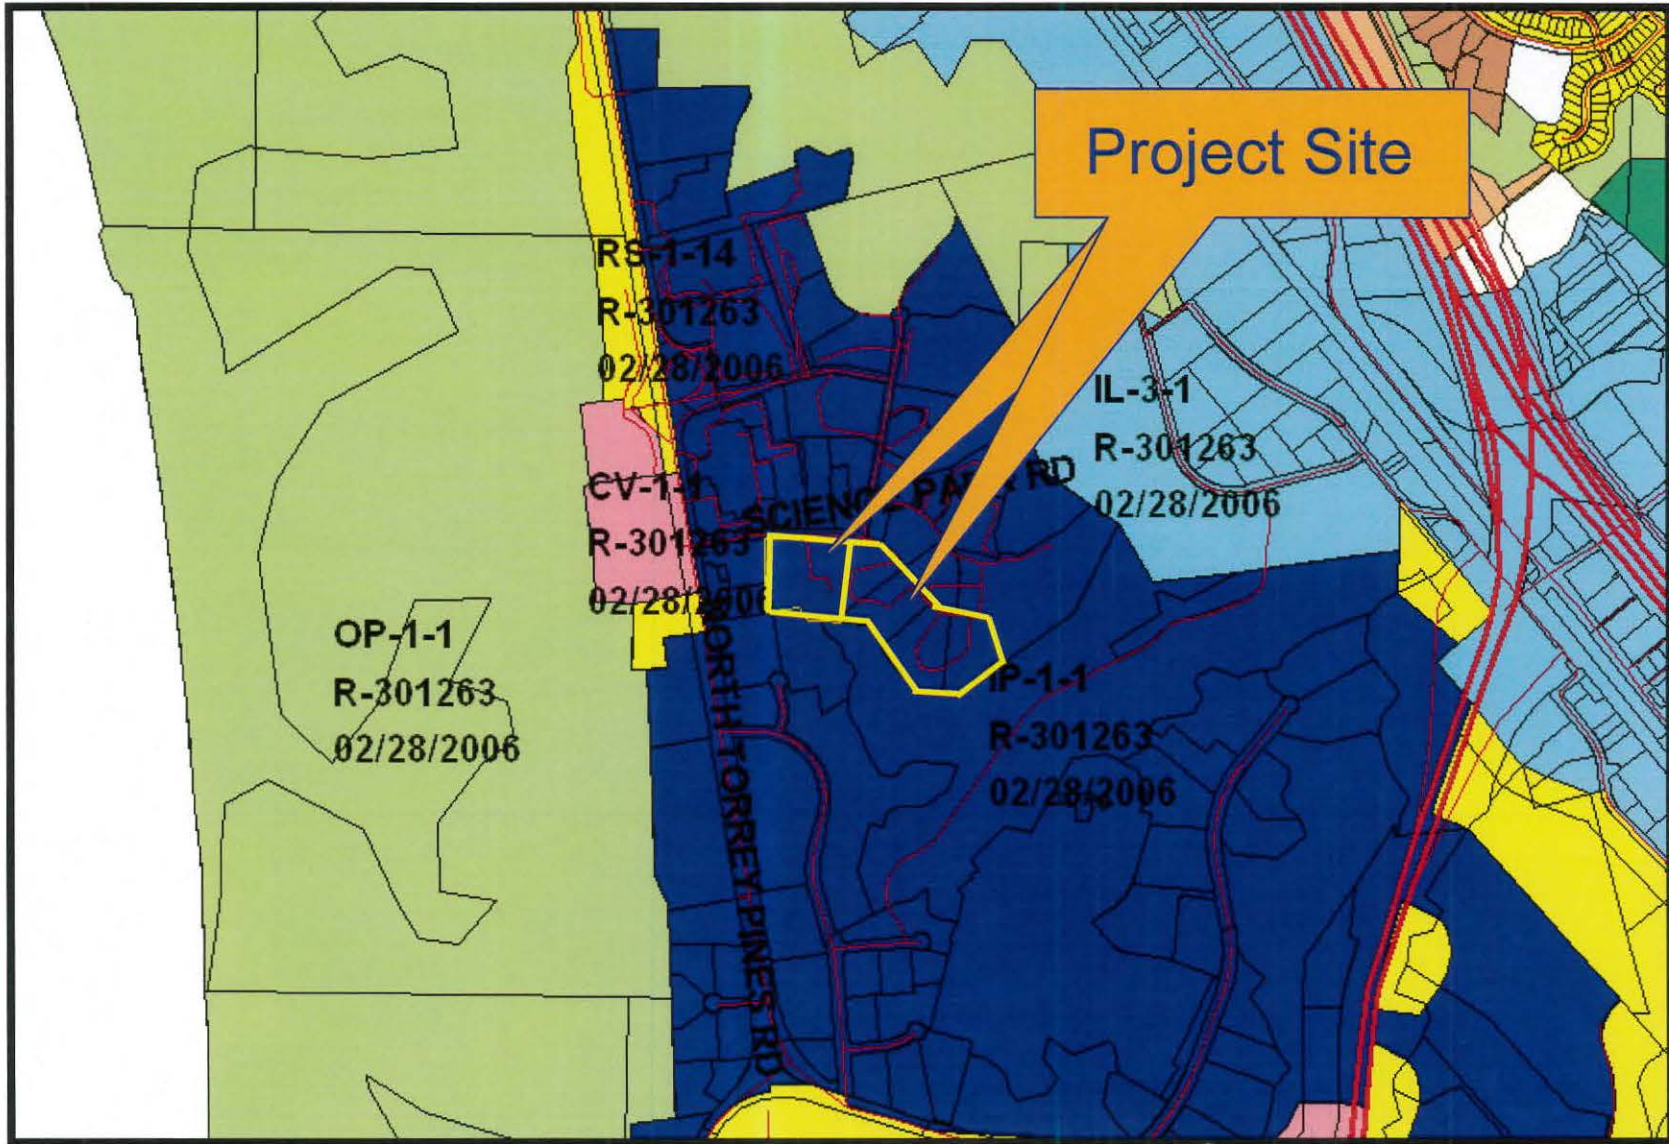 Project Site
RS-1-14
R-301263
02/28/2006
IL-3-1
R-301263
02/28/2006
CV-1-1
R-301263
02/28/2006
SCIENCE PARK RD
OP-1-1
R-301263
02/28/2006
NORTH TORREY PINES RD
IP-1-1
R-301263
02/28/2006